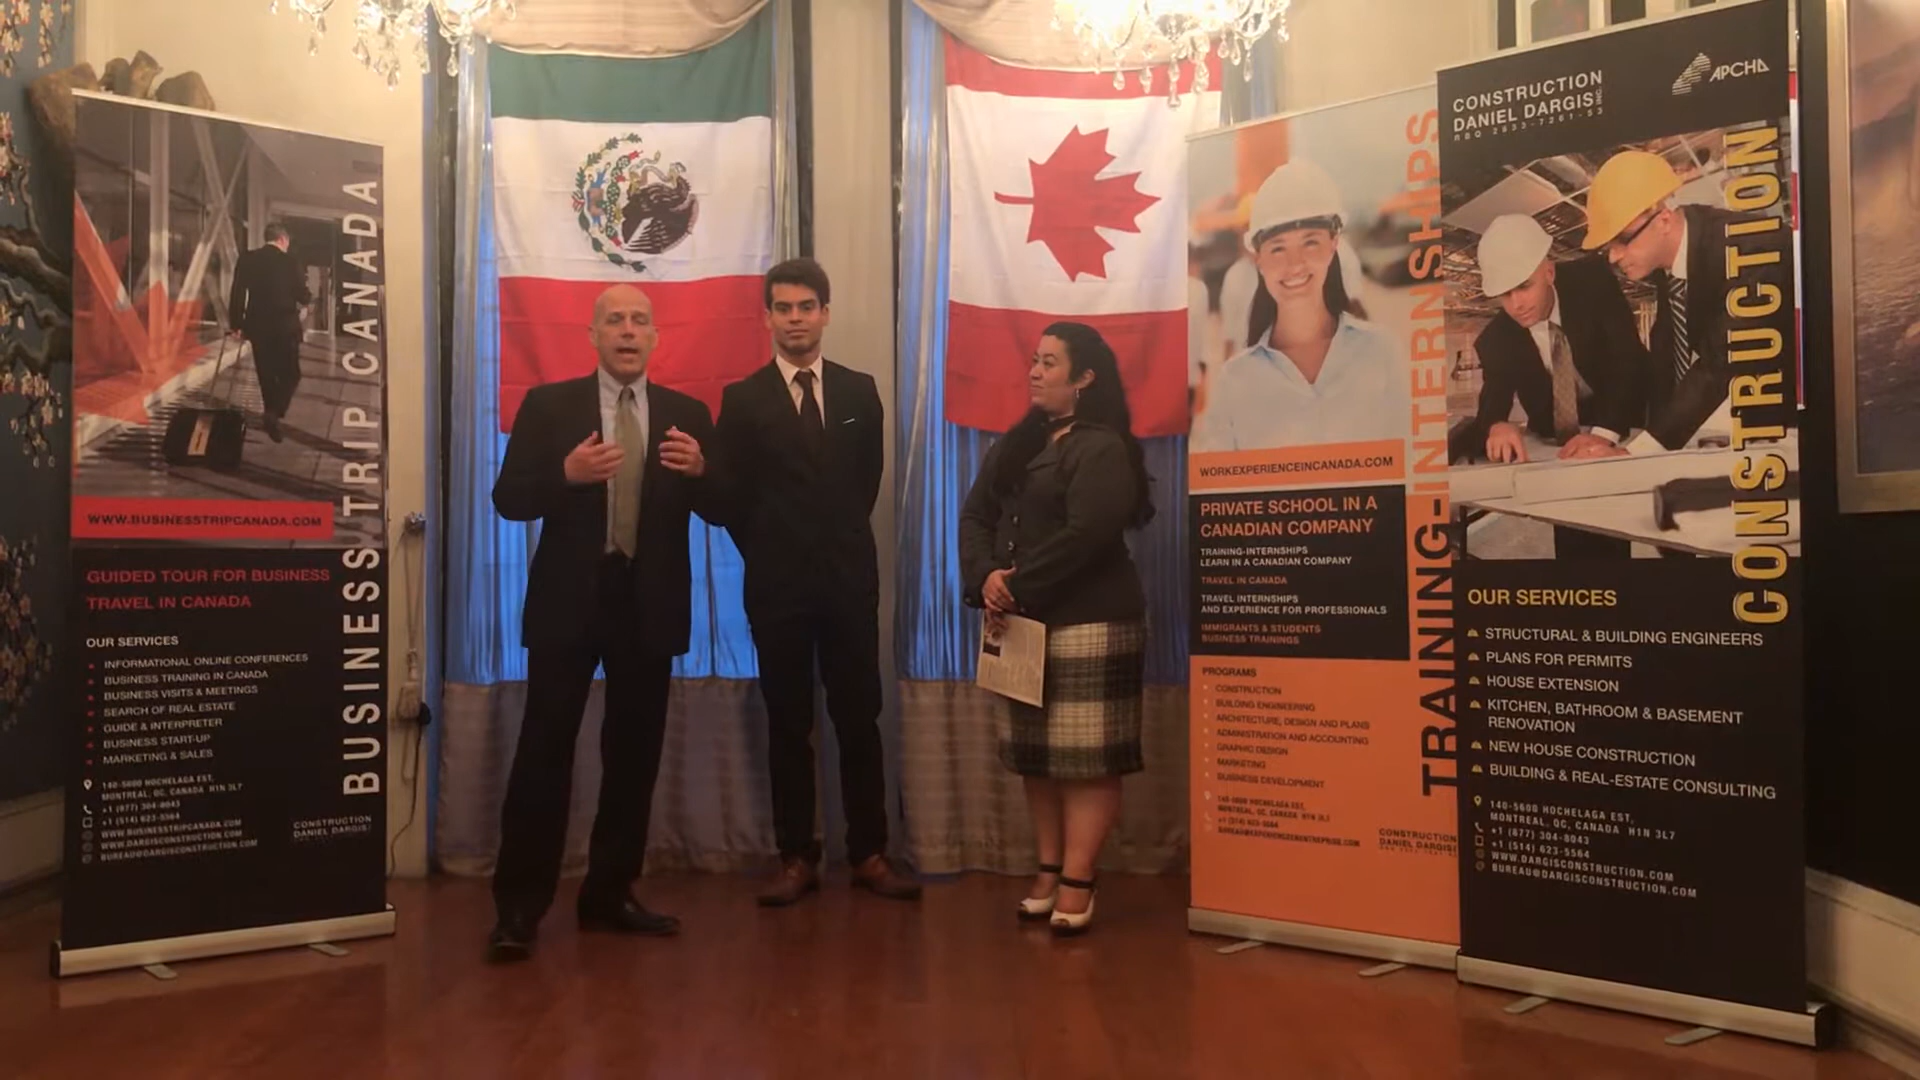 BUSINESS TRIP CANADA
WWW.BUSINESSTRIPCANADA.COM
GUIDED TOUR FOR BUSINESS
TRAVEL IN CANADA
OUR SERVICES
INFORMATIONAL ONLINE CONFERENCES
BUSINESS TRAINING IN CANADA
BUSINESS VISITS & MEETINGS
SEARCH OF REAL ESTATE
GUIDE & INTERPRETER
BUSINESS START-UP
MARKETING & SALES
140-5600 HOCHELAGA EST,
MONTREAL, QC, CANADA H1N 3L7
+1 (877) 304-8043
+1 (514) 623-5564
WWW.BUSINESSTRIPCANADA.COM
WWW.DARGISCONSTRUCTION.COM
BUREAU@DARGISCONSTRUCTION.COM
CONSTRUCTION
DANIEL DARGIS
TRAINING-INTERNSHIPS
WORKEXPERIENCEINCANADA.COM
PRIVATE SCHOOL IN A
CANADIAN COMPANY
TRAINING-INTERNSHIPS
LEARN IN A CANADIAN COMPANY
TRAVEL IN CANADA
TRAVEL INTERNSHIPS
AND EXPERIENCE FOR PROFESSIONALS
IMMIGRANTS & STUDENTS
BUSINESS TRAININGS
PROGRAMS
CONSTRUCTION
BUILDING ENGINEERING
ARCHITECTURE, DESIGN AND PLANS
ADMINISTRATION AND ACCOUNTING
GRAPHIC DESIGN
MARKETING
BUSINESS DEVELOPMENT
140-5600 HOCHELAGA EST,
MONTREAL, QC, CANADA H1N 3L7
+1 (514) 623-5564
CONSTRUCTION
DANIEL DARGIS
CONSTRUCTION
DANIEL DARGIS INC.
RBQ 2833-7261-53
APCHQ
CONSTRUCTION
OUR SERVICES
STRUCTURAL & BUILDING ENGINEERS
PLANS FOR PERMITS
HOUSE EXTENSION
KITCHEN, BATHROOM & BASEMENT
RENOVATION
NEW HOUSE CONSTRUCTION
BUILDING & REAL-ESTATE CONSULTING
140-5600 HOCHELAGA EST,
MONTREAL, QC, CANADA H1N 3L7
+1 (877) 304-8043
+1 (514) 623-5564
WWW.DARGISCONSTRUCTION.COM
BUREAU@DARGISCONSTRUCTION.COM